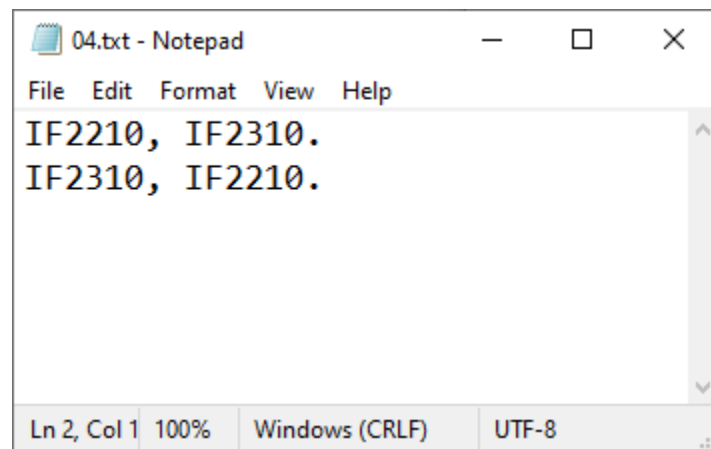 04.txt - Notepad
File Edit Format View Help
IF2210, IF2310.
IF2310, IF2210.
Ln 2, Col 1 100% Windows (CRLF) UTF-8